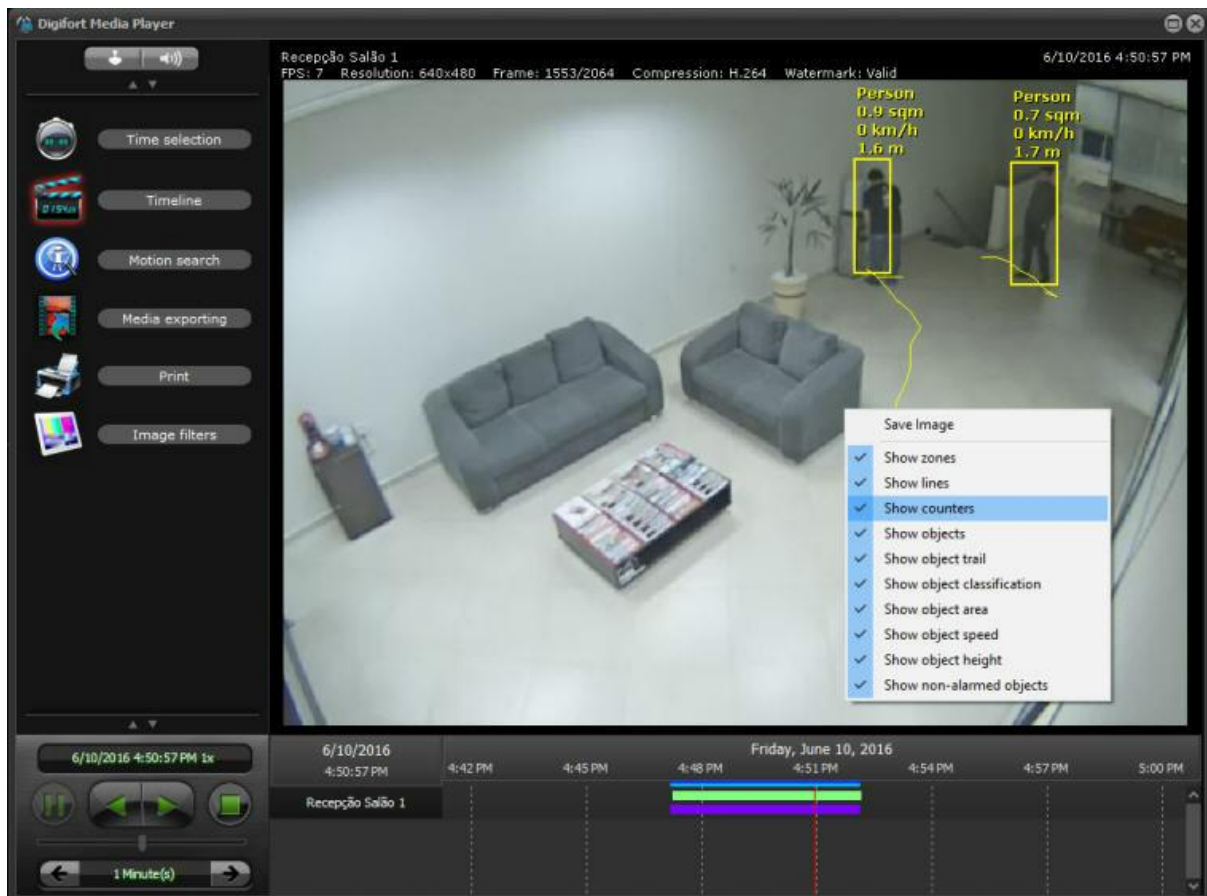 Digifort Media Player
Recepção Salão 1
6/10/2016 4:50:57 PM
FPS: 7 Resolution: 640x480 Frame: 1553/2064 Compression: H.264 Watermark: Valid
Time selection
Timeline
Motion search
Media exporting
Print
Image filters
Person
0.9 sqm
0 km/h
1.6 m
Person
0.7 sqm
0 km/h
1.7 m
Save Image
Show zones
Show lines
Show counters
Show objects
Show object trail
Show object classification
Show object area
Show object speed
Show object height
Show non-alarmed objects
6/10/2016 4:50:57 PM 1x
1 Minute(s)
6/10/2016
4:50:57 PM
Friday, June 10, 2016
4:42 PM 4:45 PM 4:48 PM 4:51 PM 4:54 PM 4:57 PM 5:00 PM
Recepção Salão 1